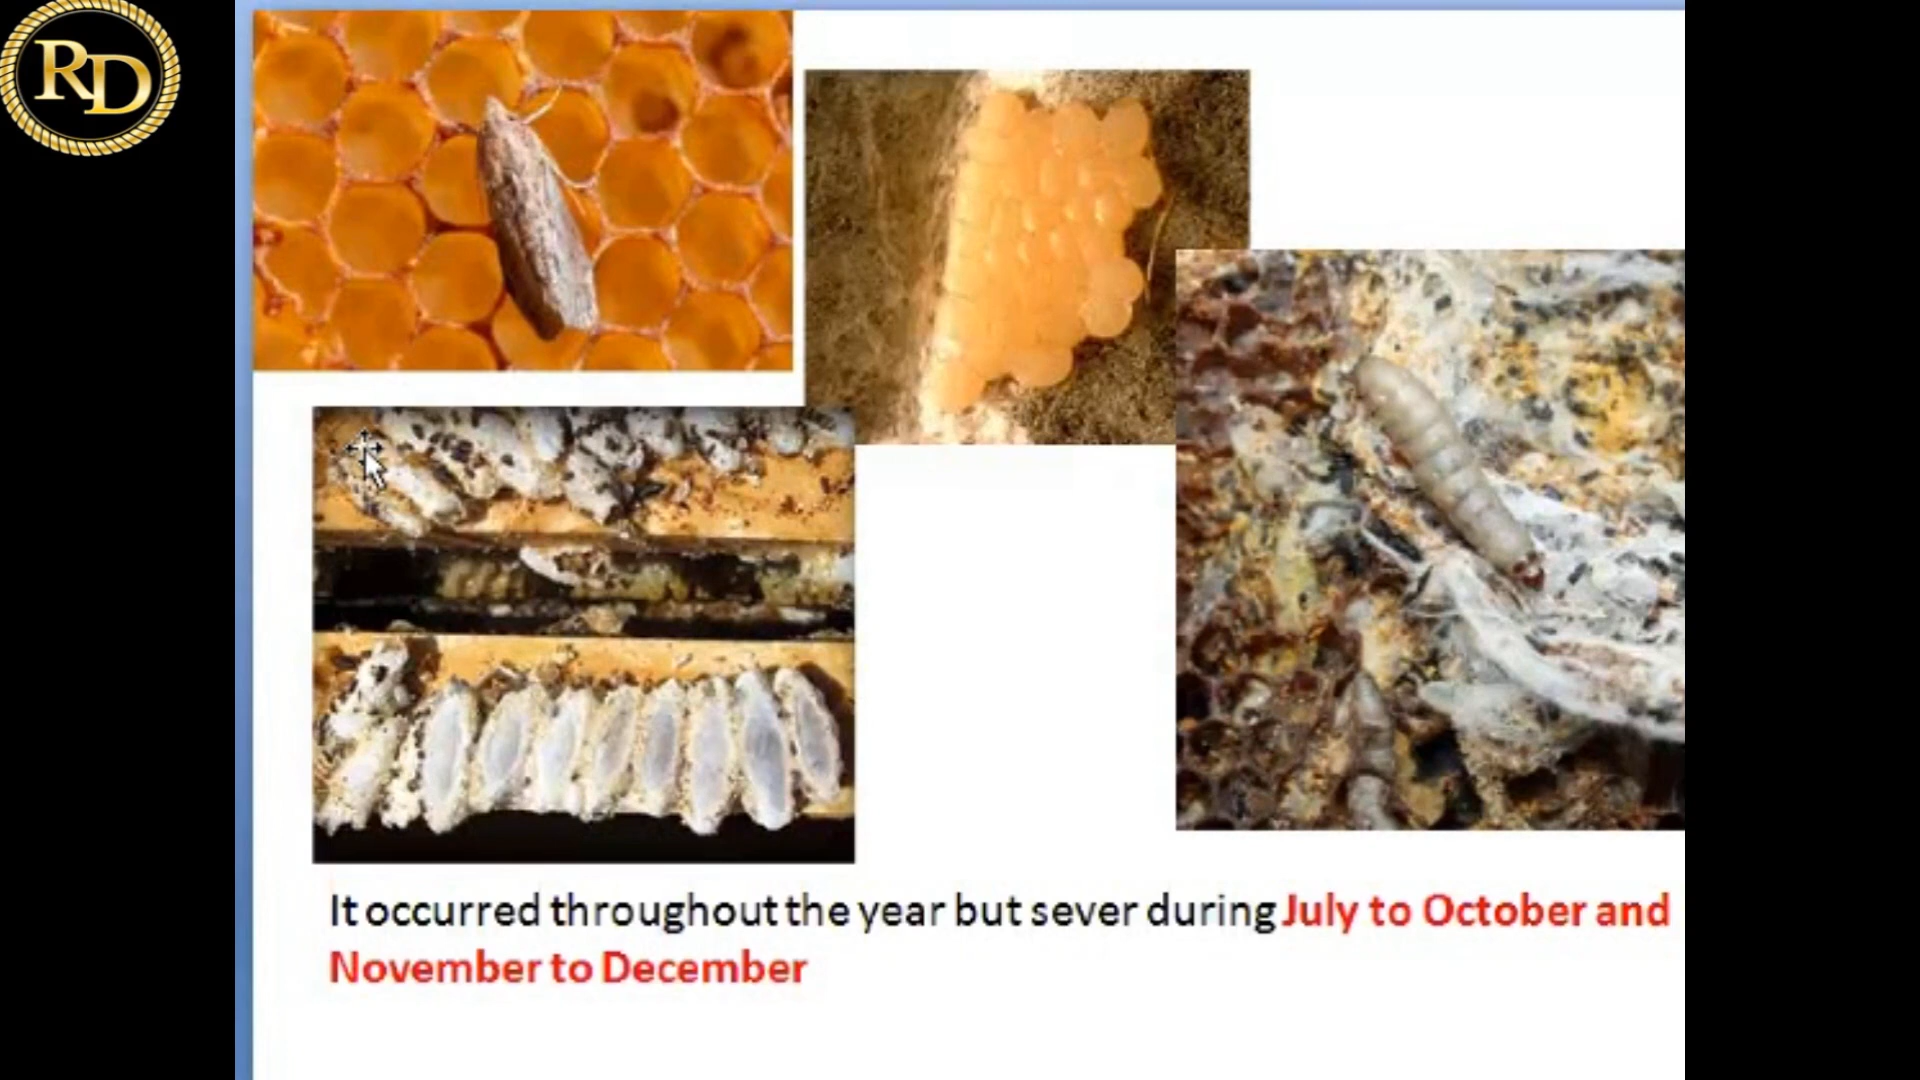 RD
It occurred throughout the year but sever during July to October and
November to December